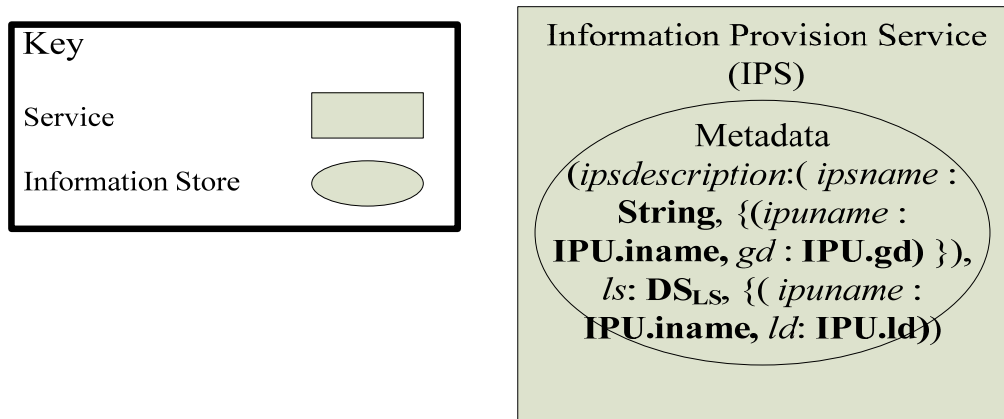 Key
Service
Information Store
Information Provision Service
(IPS)
Metadata
(ipsdescription:( ipsname :
String, {(ipuname :
IPU.iname, gd : IPU.gd) }),
ls: DSLS, {( ipuname :
IPU.iname, ld: IPU.ld))